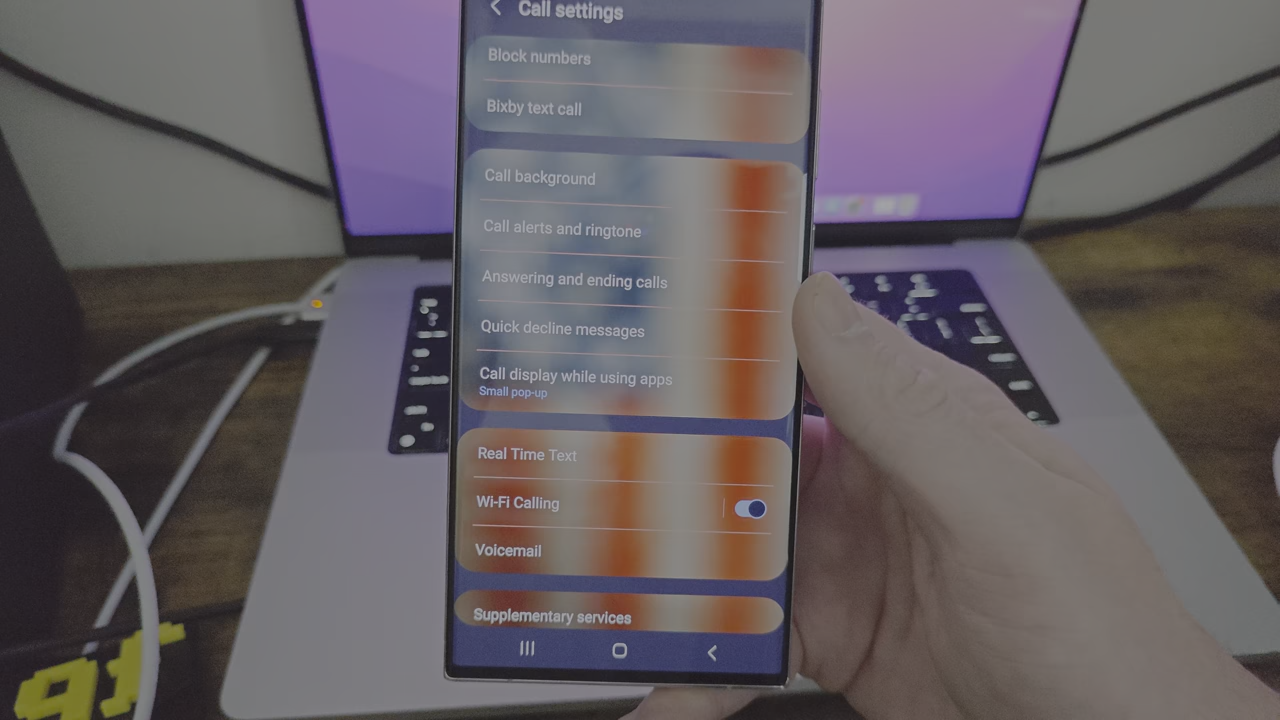 Call settings
Block numbers
Bixby text call
Call background
Call alerts and ringtone
Answering and ending calls
Quick decline messages
Call display while using apps
Small pop-up
Real Time Text
Wi-Fi Calling
Voicemail
Supplementary services